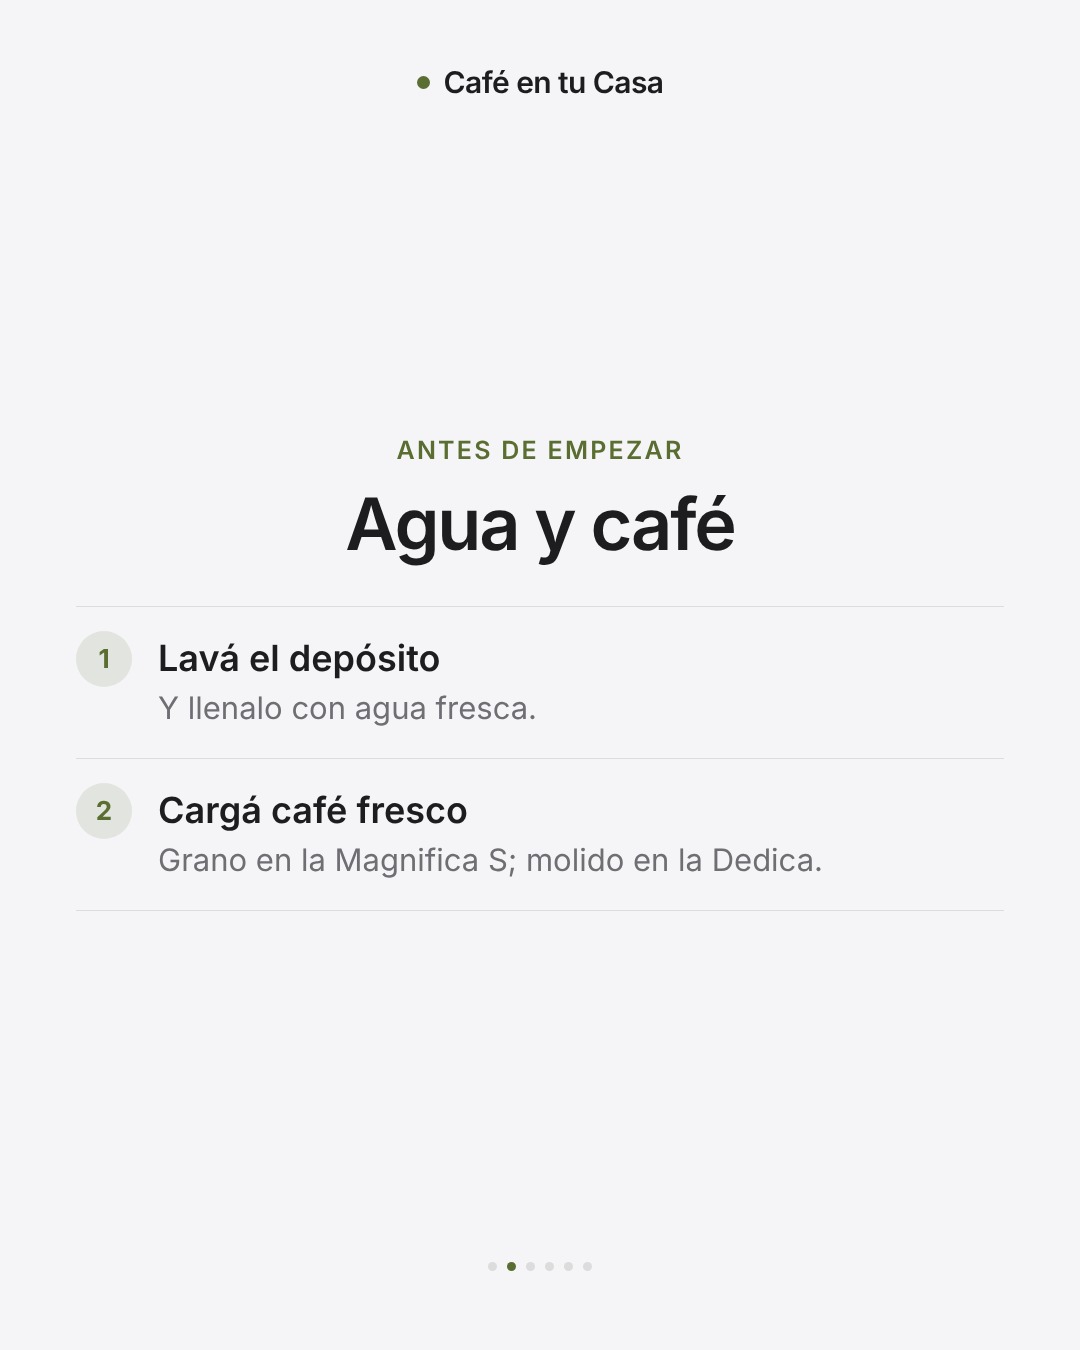 Café en tu Casa
ANTES DE EMPEZAR
Agua y café
1
Lavá el depósito
Y llenalo con agua fresca.
2
Cargá café fresco
Grano en la Magnifica S; molido en la Dedica.